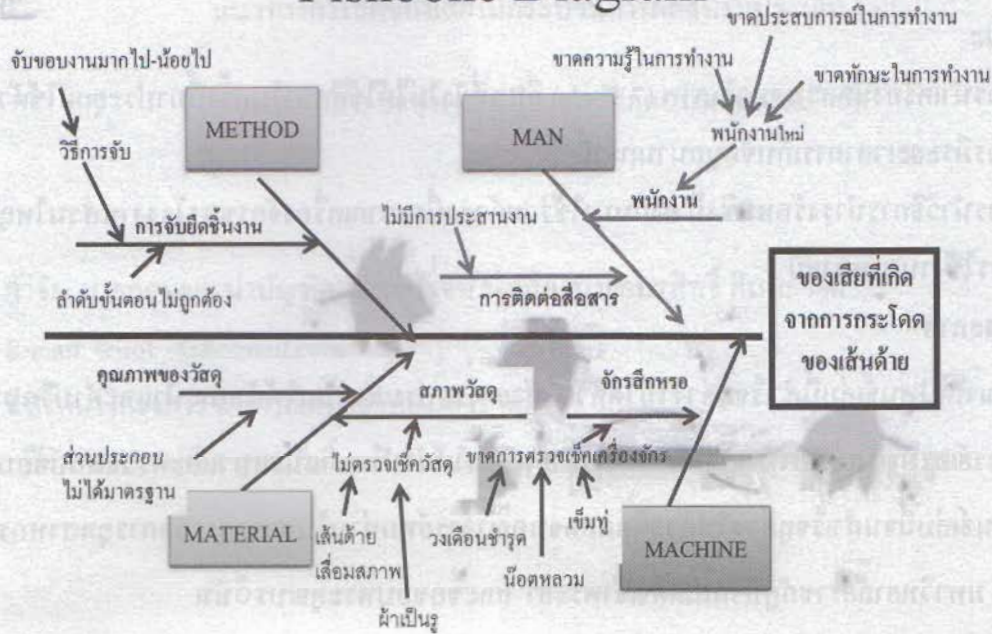 ขาดประสบการณ์ในการทำงาน
จับขอบงานมากไป-น้อยไป
ขาดความรู้ในการทำงาน
ขาดทักษะในการทำงาน
METHOD
MAN
พนักงานใหม่
วิธีการจับ
พนักงาน
ไม่มีการประสานงาน
การจับยึดชิ้นงาน
ลำดับขั้นตอนไม่ถูกต้อง
การติดต่อสื่อสาร
ของเสียที่เกิด
จากการกระโดด
ของเส้นด้าย
คุณภาพของวัสดุ
สภาพวัสดุ
จักรสึกหรอ
ส่วนประกอบ
ไม่ได้มาตรฐาน
ไม่ตรวจเช็ควัสดุ
ขาดการตรวจเช็กเครื่องจักร
MATERIAL
เส้นด้าย
เสื่อมสภาพ
วงเดือนชำรุด
เข็มทู่
MACHINE
น๊อตหลวม
ผ้าเป็นรู